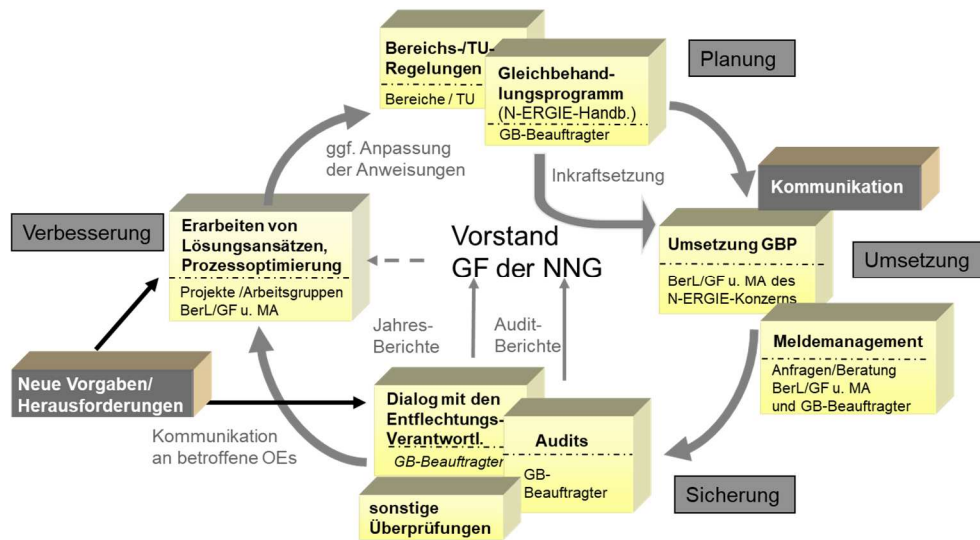 Bereichs-/TU-
Regelungen
Bereiche / TU
Gleichbehand-
lungsprogramm
(N-ERGIE-Handb.)
GB-Beauftragter
Planung
ggf. Anpassung
der Anweisungen
Inkraftsetzung
Kommunikation
Verbesserung
Erarbeiten von
Lösungsansätzen,
Prozessoptimierung
Projekte /Arbeitsgruppen
BerL/GF u. MA
Vorstand
GF der NNG
Umsetzung GBP
BerL/GF u. MA des
N-ERGIE-Konzerns
Umsetzung
Jahres-
Berichte
Audit-
Berichte
Meldemanagement
Anfragen/Beratung
BerL/GF u. MA
und GB-Beauftragter
Neue Vorgaben/
Herausforderungen
Dialog mit den
Entflechtungs-
Verantwortl.
GB-Beauftragter
Kommunikation
an betroffene OEs
Audits
GB-
Beauftragter
Sicherung
sonstige
Überprüfungen